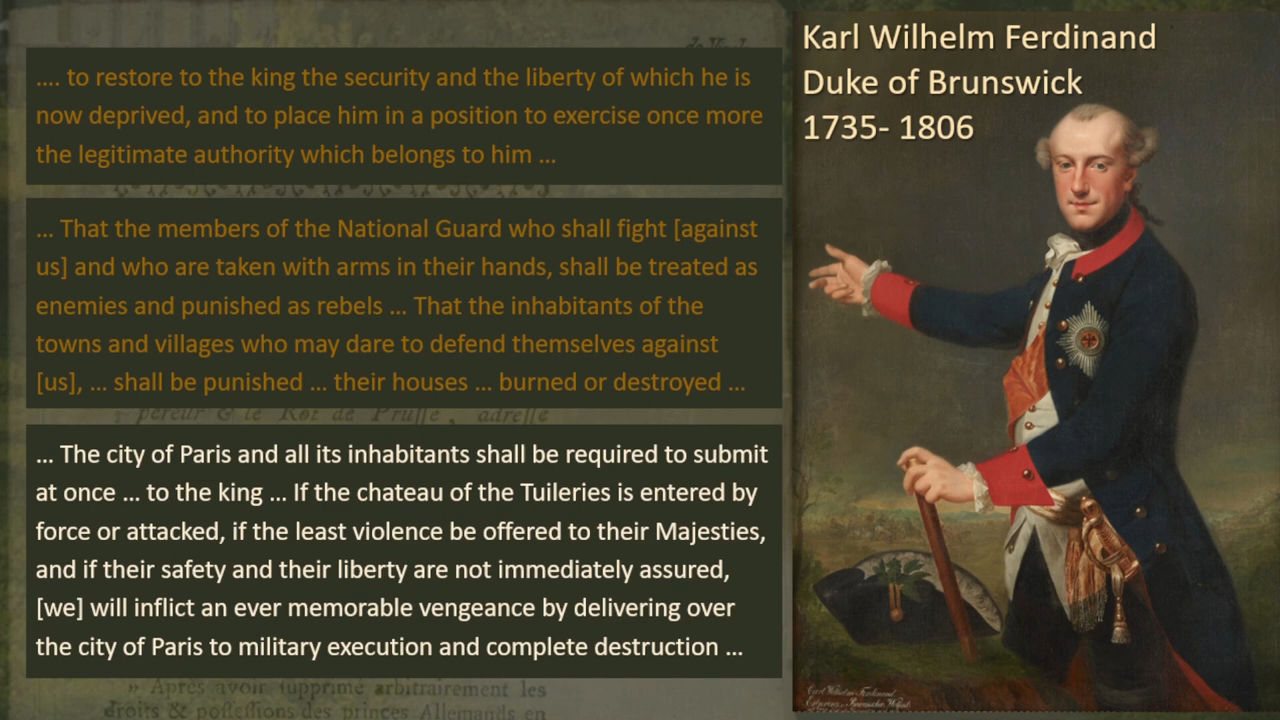 .... to restore to the king the security and the liberty of which he is
now deprived, and to place him in a position to exercise once more
the legitimate authority which belongs to him ...
... That the members of the National Guard who shall fight [against
us] and who are taken with arms in their hands, shall be treated as
enemies and punished as rebels ... That the inhabitants of the
towns and villages who may dare to defend themselves against
[us], ... shall be punished ... their houses ... burned or destroyed ...
pereur & le Roi de Prusse, adresse
... The city of Paris and all its inhabitants shall be required to submit
at once ... to the king ... If the chateau of the Tuileries is entered by
force or attacked, if the least violence be offered to their Majesties,
and if their safety and their liberty are not immediately assured,
[we] will inflict an ever memorable vengeance by delivering over
the city of Paris to military execution and complete destruction ...
» Après avoir supprimé arbitrairement les
droits & possessions des princes Allemands en
Karl Wilhelm Ferdinand
Duke of Brunswick
1735- 1806
Carl Wilhelm Ferdinand